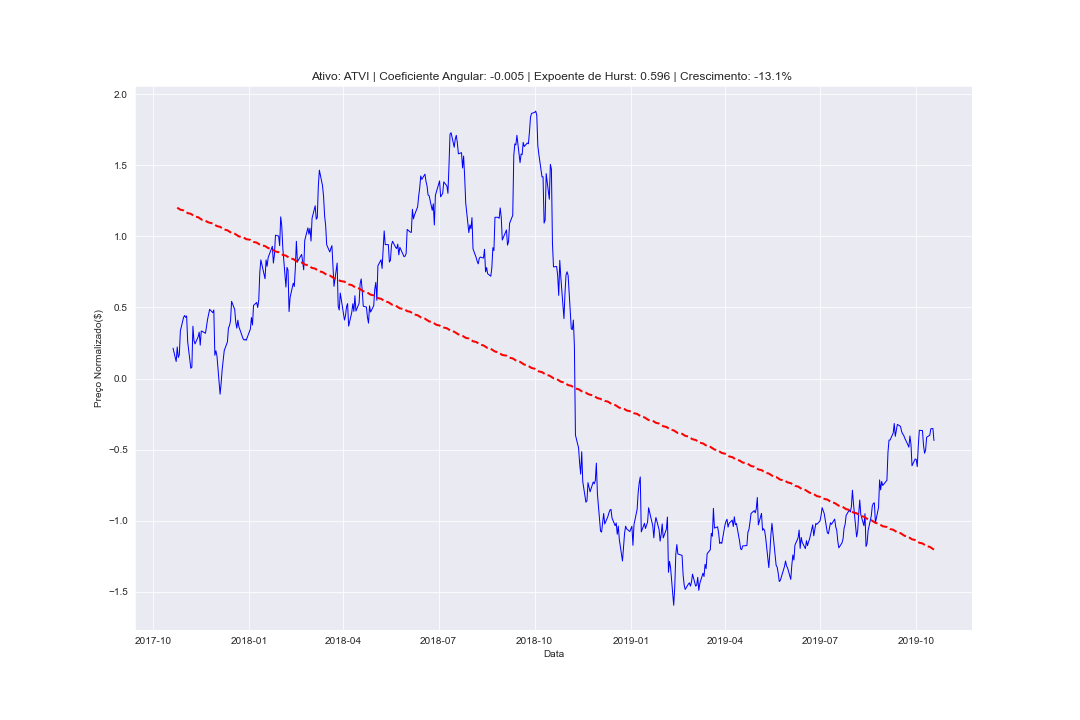 Ativo: ATVI | Coeficiente Angular: -0.005 | Expoente de Hurst: 0.596 | Crescimento: -13.1%
Preço Normalizado($)
2.0
1.5
1.0
0.5
0.0
−0.5
−1.0
−1.5
2017-10 2018-01 2018-04 2018-07 2018-10 2019-01 2019-04 2019-07 2019-10
Data